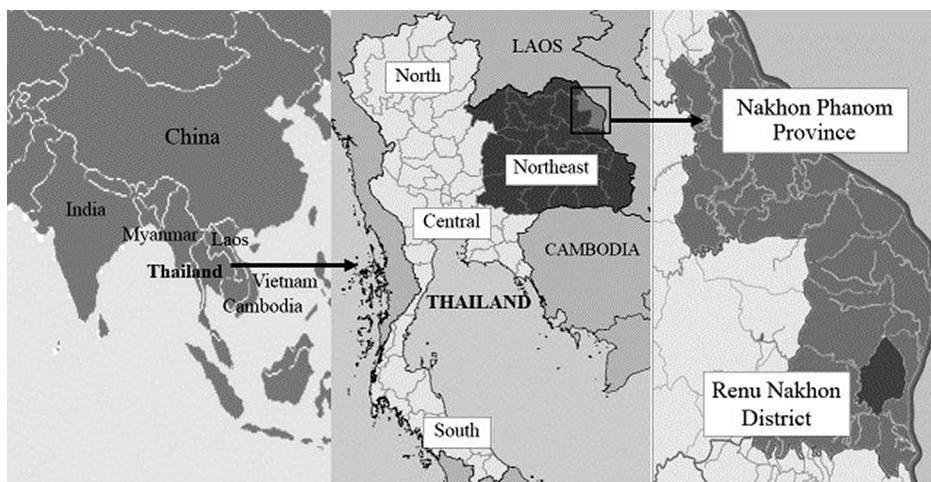 China
India
Myanmar
Laos
Thailand
Vietnam
Cambodia
LAOS
North
Northeast
Central
CAMBODIA
THAILAND
South
Nakhon Phanom
Province
Renu Nakhon
District